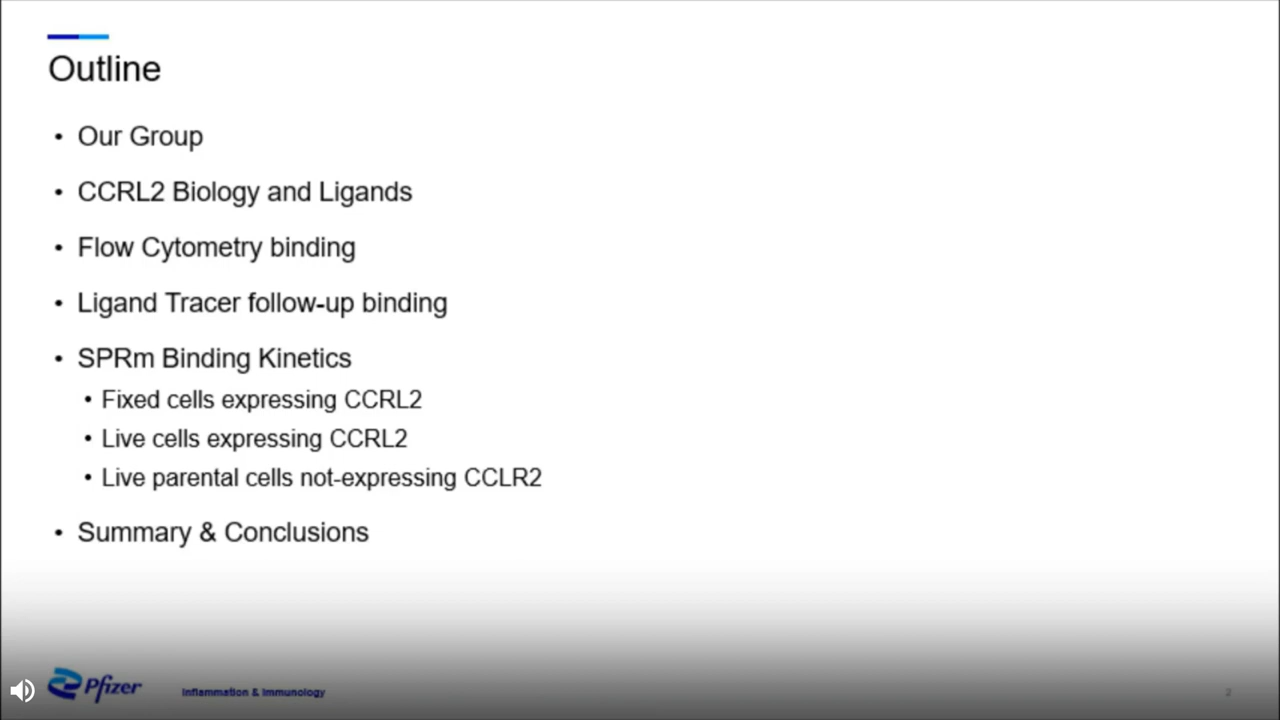 Outline
• Our Group
• CCRL2 Biology and Ligands
• Flow Cytometry binding
• Ligand Tracer follow-up binding
• SPRm Binding Kinetics
• Fixed cells expressing CCRL2
• Live cells expressing CCRL2
• Live parental cells not-expressing CCLR2
• Summary & Conclusions
Pfizer
Inflammation & Immunology
2